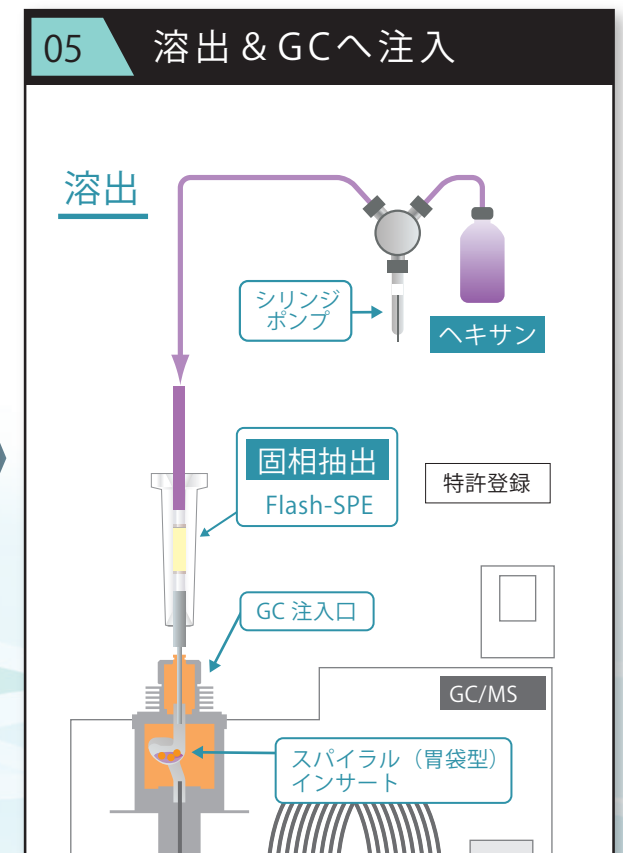 05 溶出&GCへ注入
溶出
シリンジ
ポンプ
ヘキサン
固相抽出
Flash-SPE
特許登録
GC 注入口
GC/MS
スパイラル（胃袋型）
インサート